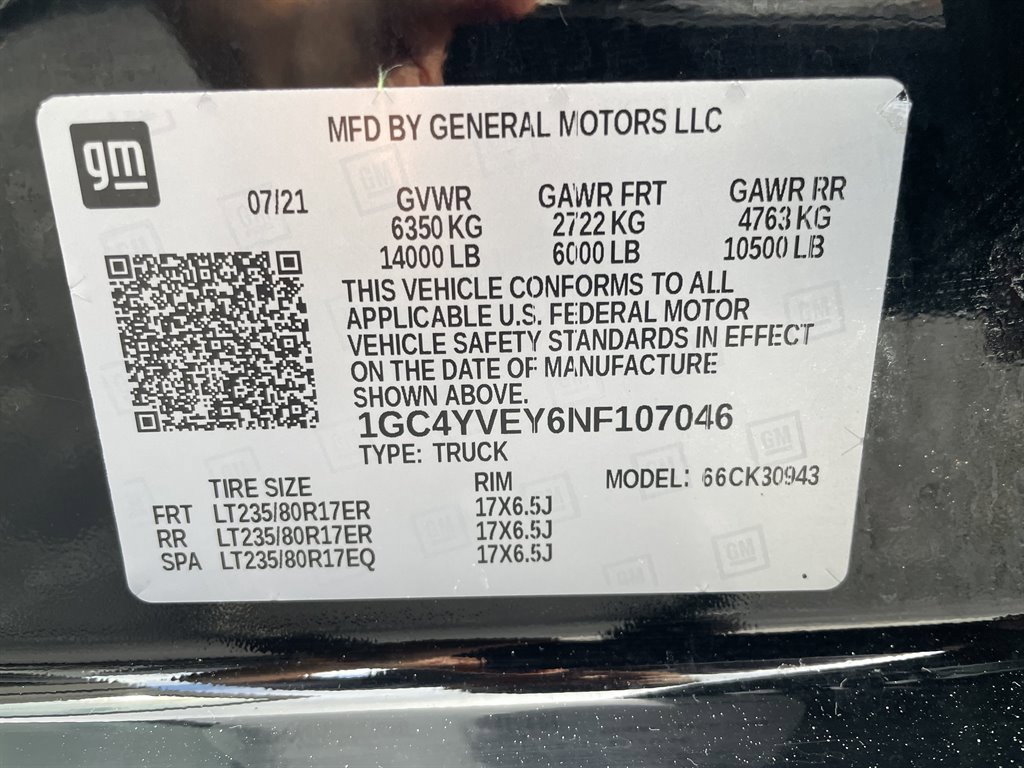 gm
MFD BY GENERAL MOTORS LLC
07/21 GVWR GAWR FRT GAWR RR
6350 KG 2722 KG 4763 KG
14000 LB 6000 LB 10500 LB
THIS VEHICLE CONFORMS TO ALL
APPLICABLE U.S. FEDERAL MOTOR
VEHICLE SAFETY STANDARDS IN EFFECT
ON THE DATE OF MANUFACTURE
SHOWN ABOVE.
1GC4YVEY6NF107046
TYPE: TRUCK
TIRE SIZE RIM MODEL: 66CK30943
FRT LT235/80R17ER 17X6.5J
RR LT235/80R17ER 17X6.5J
SPA LT235/80R17EQ 17X6.5J